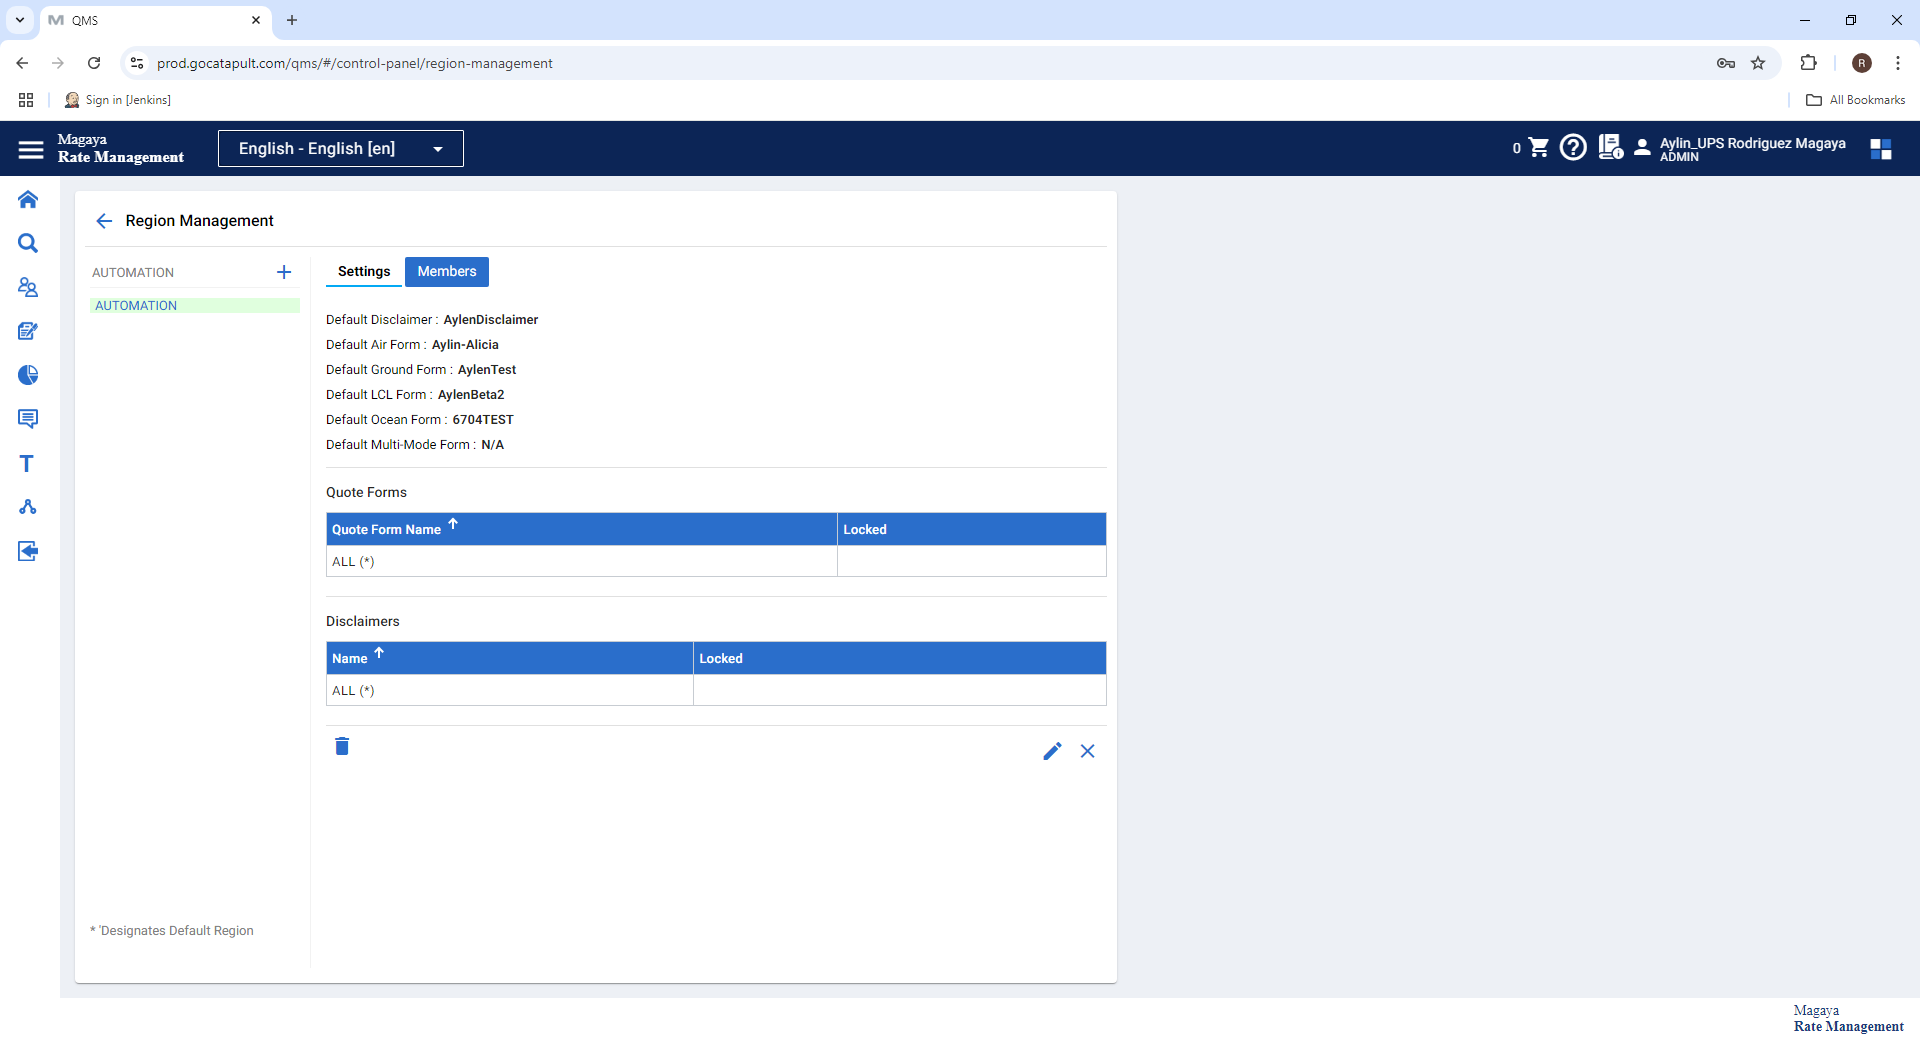 QMS
prod.gocatapult.com/qms/#/control-panel/region-management
R
Sign in [Jenkins]
All Bookmarks
Magaya
Rate Management
English - English [en]
0
Aylin_UPS Rodriguez Magaya
ADMIN
Region Management
AUTOMATION
AUTOMATION
Settings
Members
Default Disclaimer : AylenDisclaimer
Default Air Form : Aylin-Alicia
Default Ground Form : AylenTest
Default LCL Form : AylenBeta2
Default Ocean Form : 6704TEST
Default Multi-Mode Form : N/A
Quote Forms
Quote Form Name Locked
ALL (*)
Disclaimers
Name Locked
ALL (*)
* 'Designates Default Region
Magaya
Rate Management